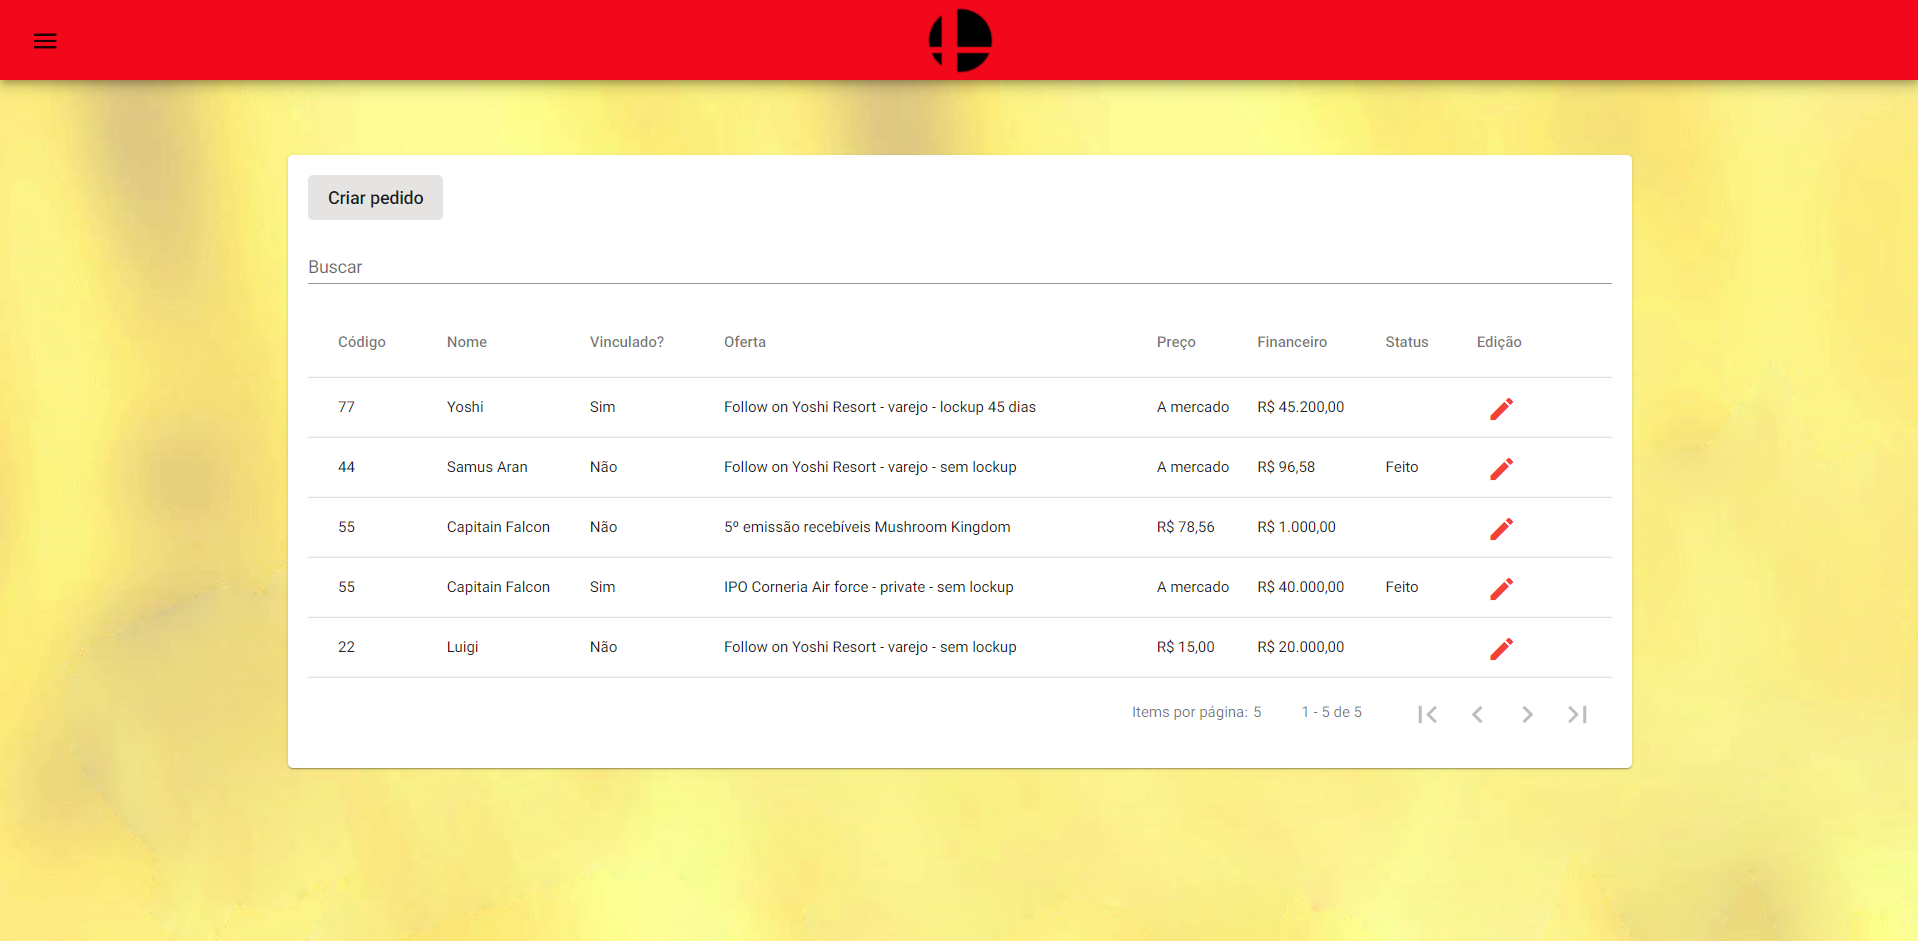 Criar pedido
Buscar
Código Nome Vinculado? Oferta Preço Financeiro Status Edição
77 Yoshi Sim Follow on Yoshi Resort - varejo - lockup 45 dias A mercado R$ 45.200,00
44 Samus Aran Não Follow on Yoshi Resort - varejo - sem lockup A mercado R$ 96,58 Feito
55 Capitain Falcon Não 5º emissão recebíveis Mushroom Kingdom R$ 78,56 R$ 1.000,00
55 Capitain Falcon Sim IPO Corneria Air force - private - sem lockup A mercado R$ 40.000,00 Feito
22 Luigi Não Follow on Yoshi Resort - varejo - sem lockup R$ 15,00 R$ 20.000,00
Items por página: 5 1 - 5 de 5